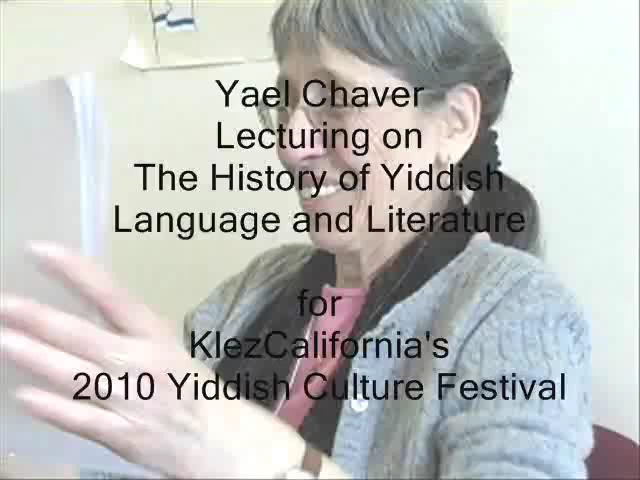 Yael Chaver
Lecturing on
The History of Yiddish
Language and Literature
for
KlezCalifornia's
2010 Yiddish Culture Festival